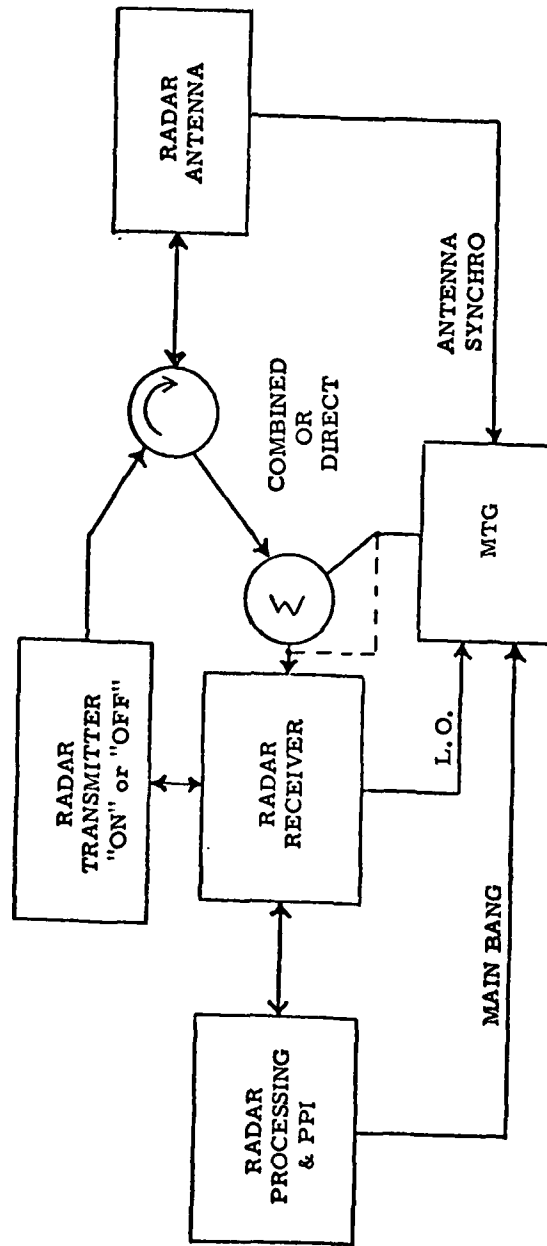 RADAR
TRANSMITTER
"ON" or "OFF"
RADAR
ANTENNA
RADAR
PROCESSING
& PPI
RADAR
RECEIVER
Σ
COMBINED
OR
DIRECT
L. O.
MAIN BANG
MTG
ANTENNA
SYNCHRO